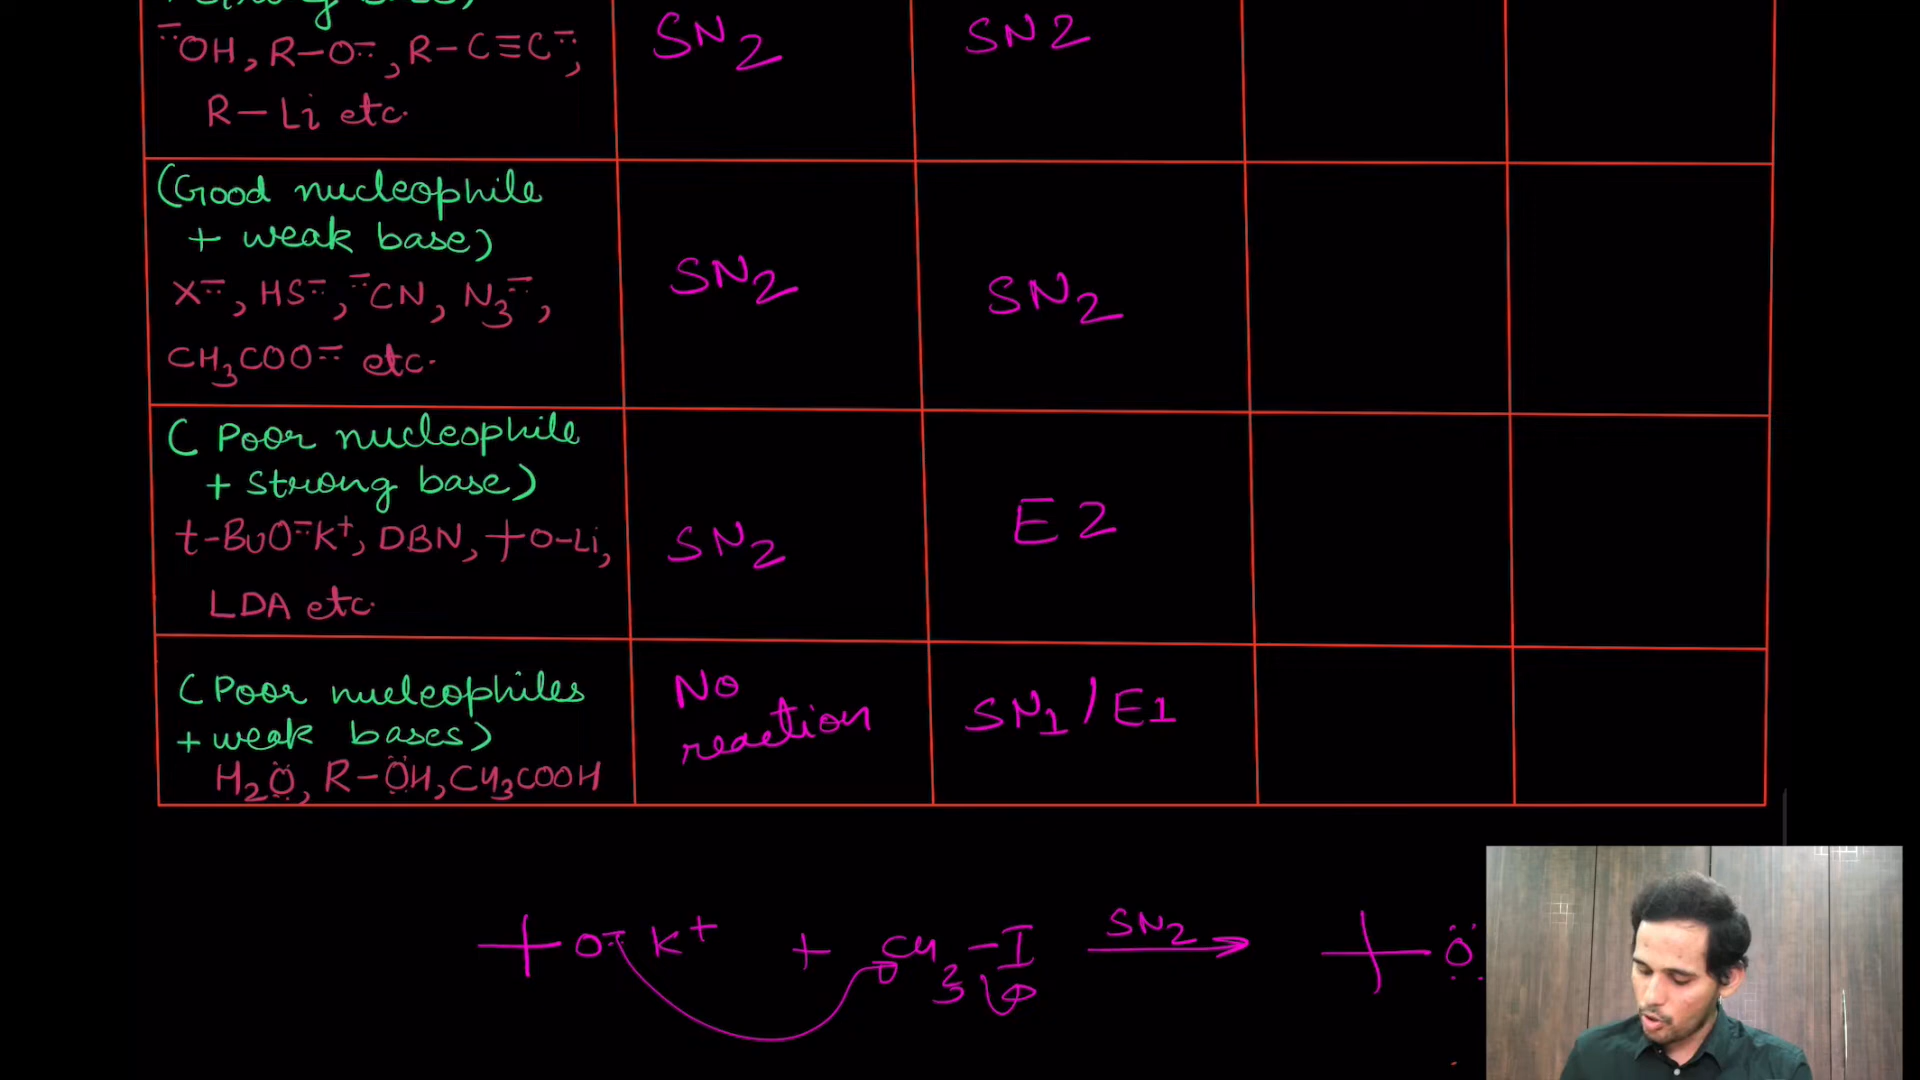 ⁻OH, R–O⁻, R–C≡C⁻,
R–Li etc.
SN2
SN2
(Good nucleophile
+ weak base)
X⁻, HS⁻, ⁻CN, N3⁻,
CH3COO⁻ etc.
SN2
SN2
( Poor nucleophile
+ strong base)
t-BuO⁻K⁺, DBN, O-Li,
LDA etc.
SN2
E2
( Poor nucleophiles
+ weak bases)
H2O, R–OH, CH3COOH
No
reaction
SN1/E1
O⁻ K⁺ + CH3–I SN2 O